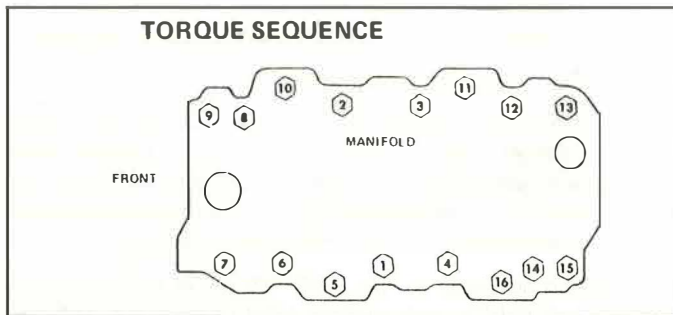 TORQUE SEQUENCE
10 11
9 8 2 3 12 13
MANIFOLD
FRONT
7 6 5 1 4 16 14 15